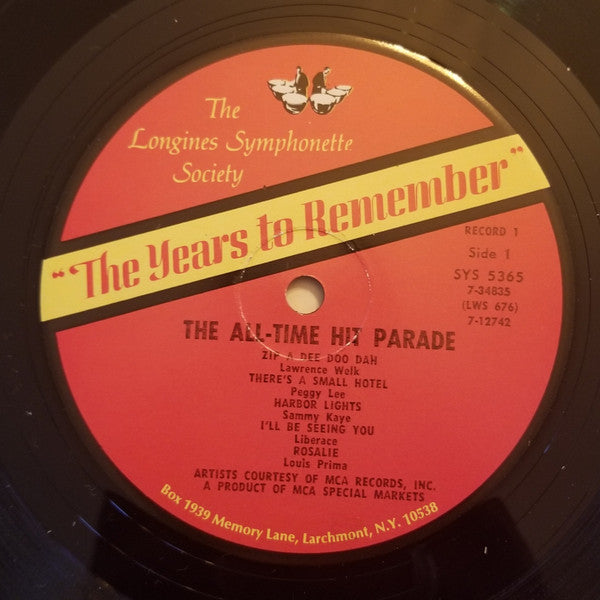 The
Longines Symphonette
Society
"The Years to Remember"
RECORD 1
Side 1
SYS 5365
7-34835
(LWS 676)
7-12742
THE ALL-TIME HIT PARADE
ZIP A DEE DOO DAH
Lawrence Welk
THERE'S A SMALL HOTEL
Peggy Lee
HARBOR LIGHTS
Sammy Kaye
I'LL BE SEEING YOU
Liberace
ROSALIE
Louis Prima
ARTISTS COURTESY OF MCA RECORDS, INC.
A PRODUCT OF MCA SPECIAL MARKETS
Box 1939 Memory Lane, Larchmont, N.Y. 10538